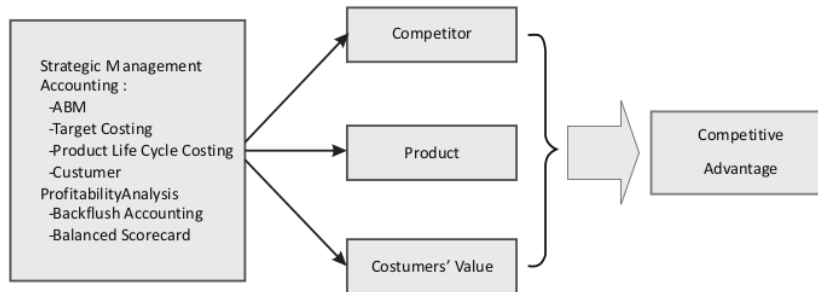 Strategic Management
Accounting :
-ABM
-Target Costing
-Product Life Cycle Costing
-Custumer
ProfitabilityAnalysis
-Backflush Accounting
-Balanced Scorecard
Competitor
Product
Costumers’ Value
Competitive
Advantage